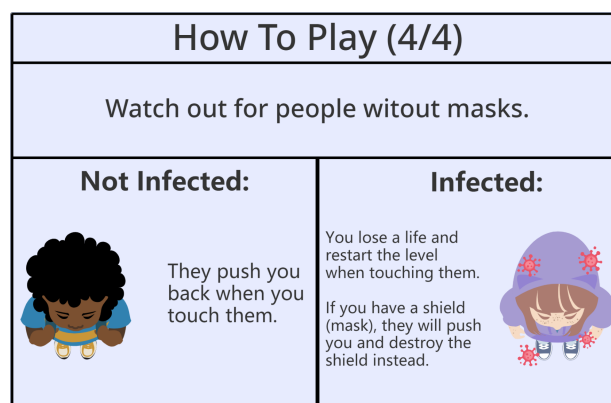 How To Play (4/4)
Watch out for people witout masks.
Not Infected:
They push you
back when you
touch them.
Infected:
You lose a life and
restart the level
when touching them.
If you have a shield
(mask), they will push
you and destroy the
shield instead.